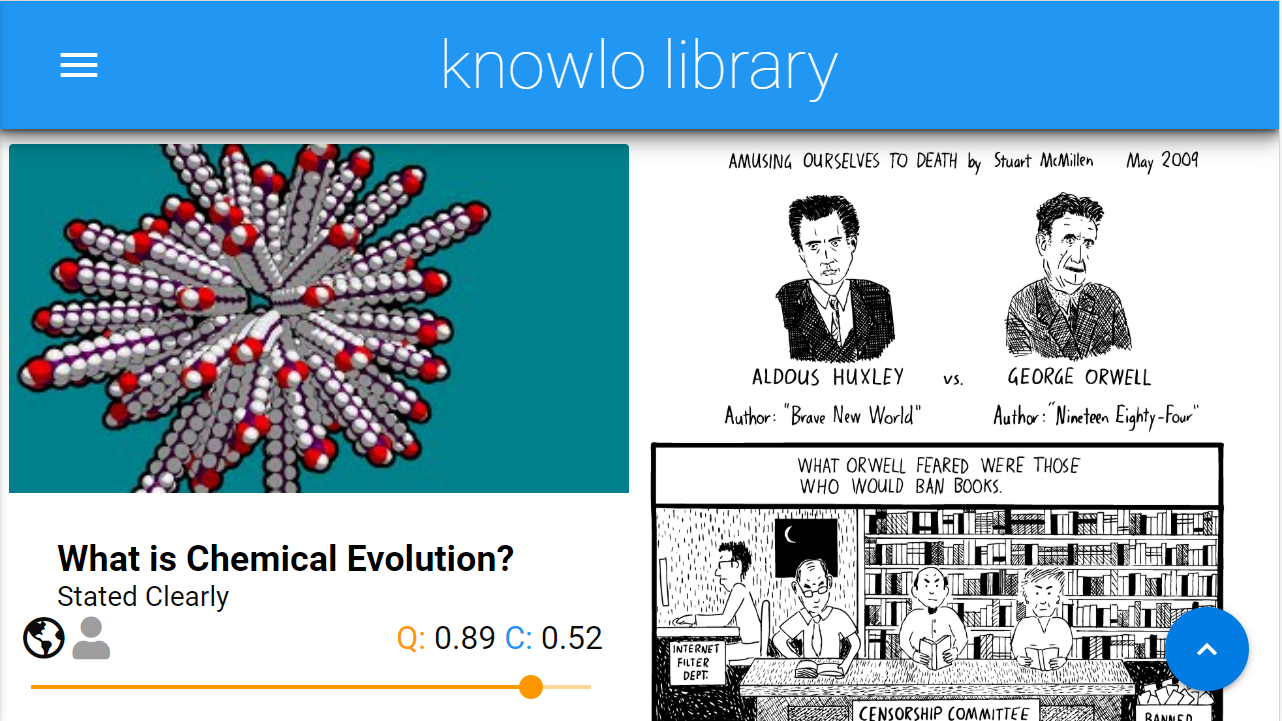 knowlo library
What is Chemical Evolution?
Stated Clearly
Q: 0.89 C: 0.52
AMUSING OURSELVES TO DEATH by Stuart McMillen May 2009
ALDOUS HUXLEY vs. GEORGE ORWELL
Author: "Brave New World" Author: "Nineteen Eighty-Four"
WHAT ORWELL FEARED WERE THOSE
WHO WOULD BAN BOOKS.
INTERNET
FILTER
DEPT.
CENSORSHIP COMMITTEE
BANNED